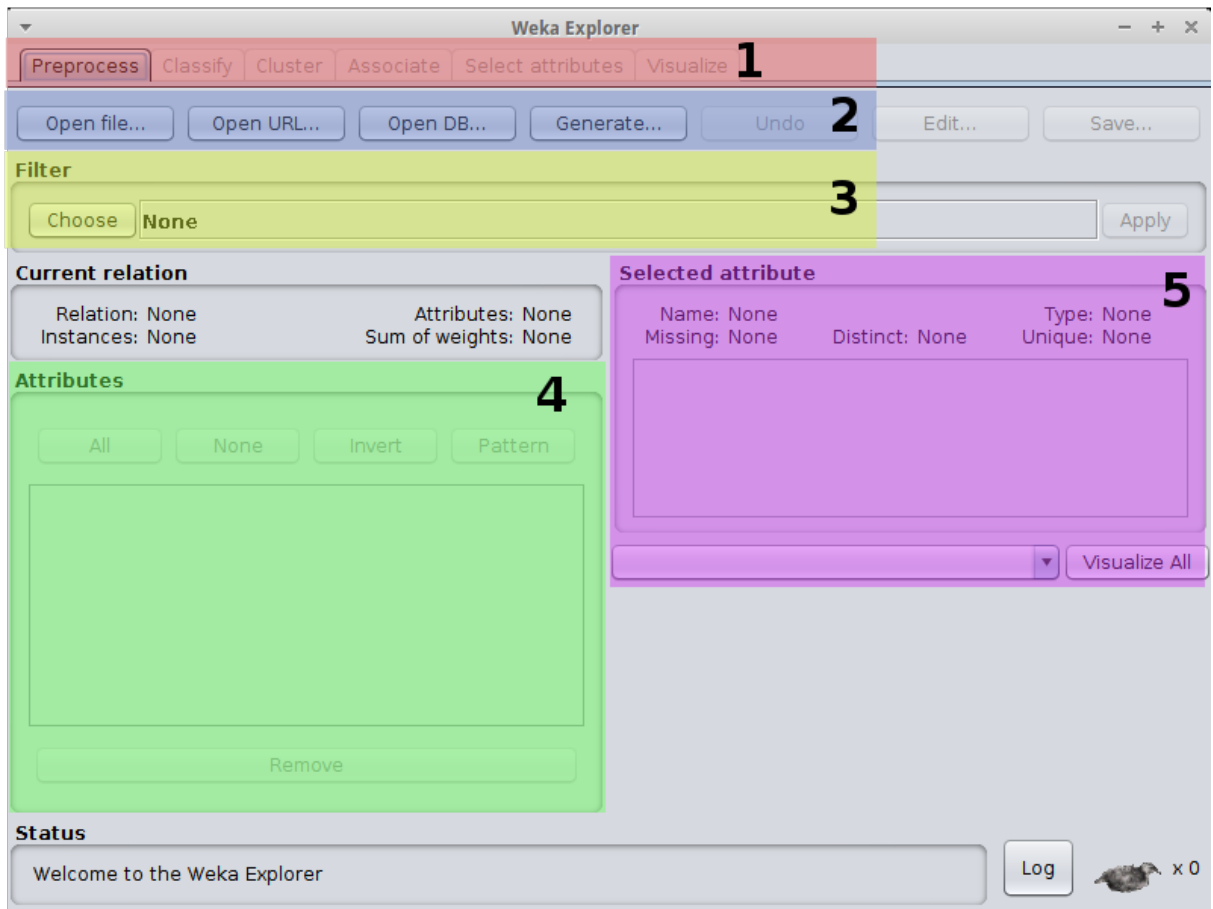 Weka Explorer
Preprocess Classify Cluster Associate Select attributes Visualize 1
Open file... Open URL... Open DB... Generate... Undo 2 Edit... Save...
Filter
3
Choose None Apply
Current relation
Relation: None Attributes: None
Instances: None Sum of weights: None
Selected attribute
5
Name: None Type: None
Missing: None Distinct: None Unique: None
Attributes
4
All None Invert Pattern
Visualize All
Remove
Status
Welcome to the Weka Explorer
Log x 0